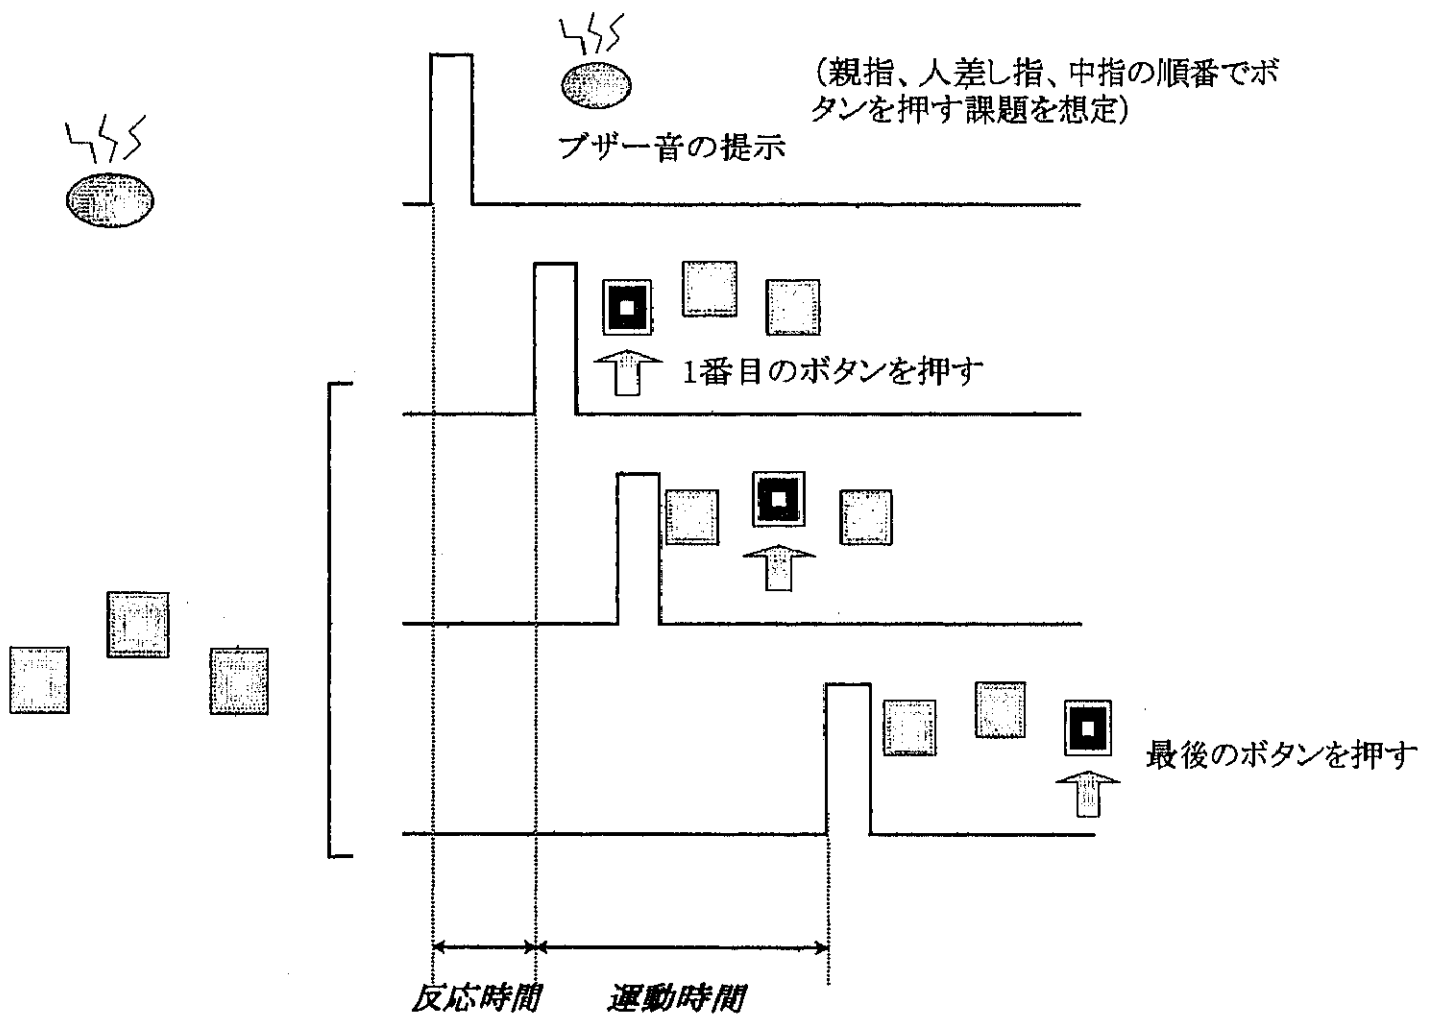 (親指、人差し指、中指の順番でボ
タンを押す課題を想定)
ブザー音の提示
1番目のボタンを押す
最後のボタンを押す
反応時間
運動時間